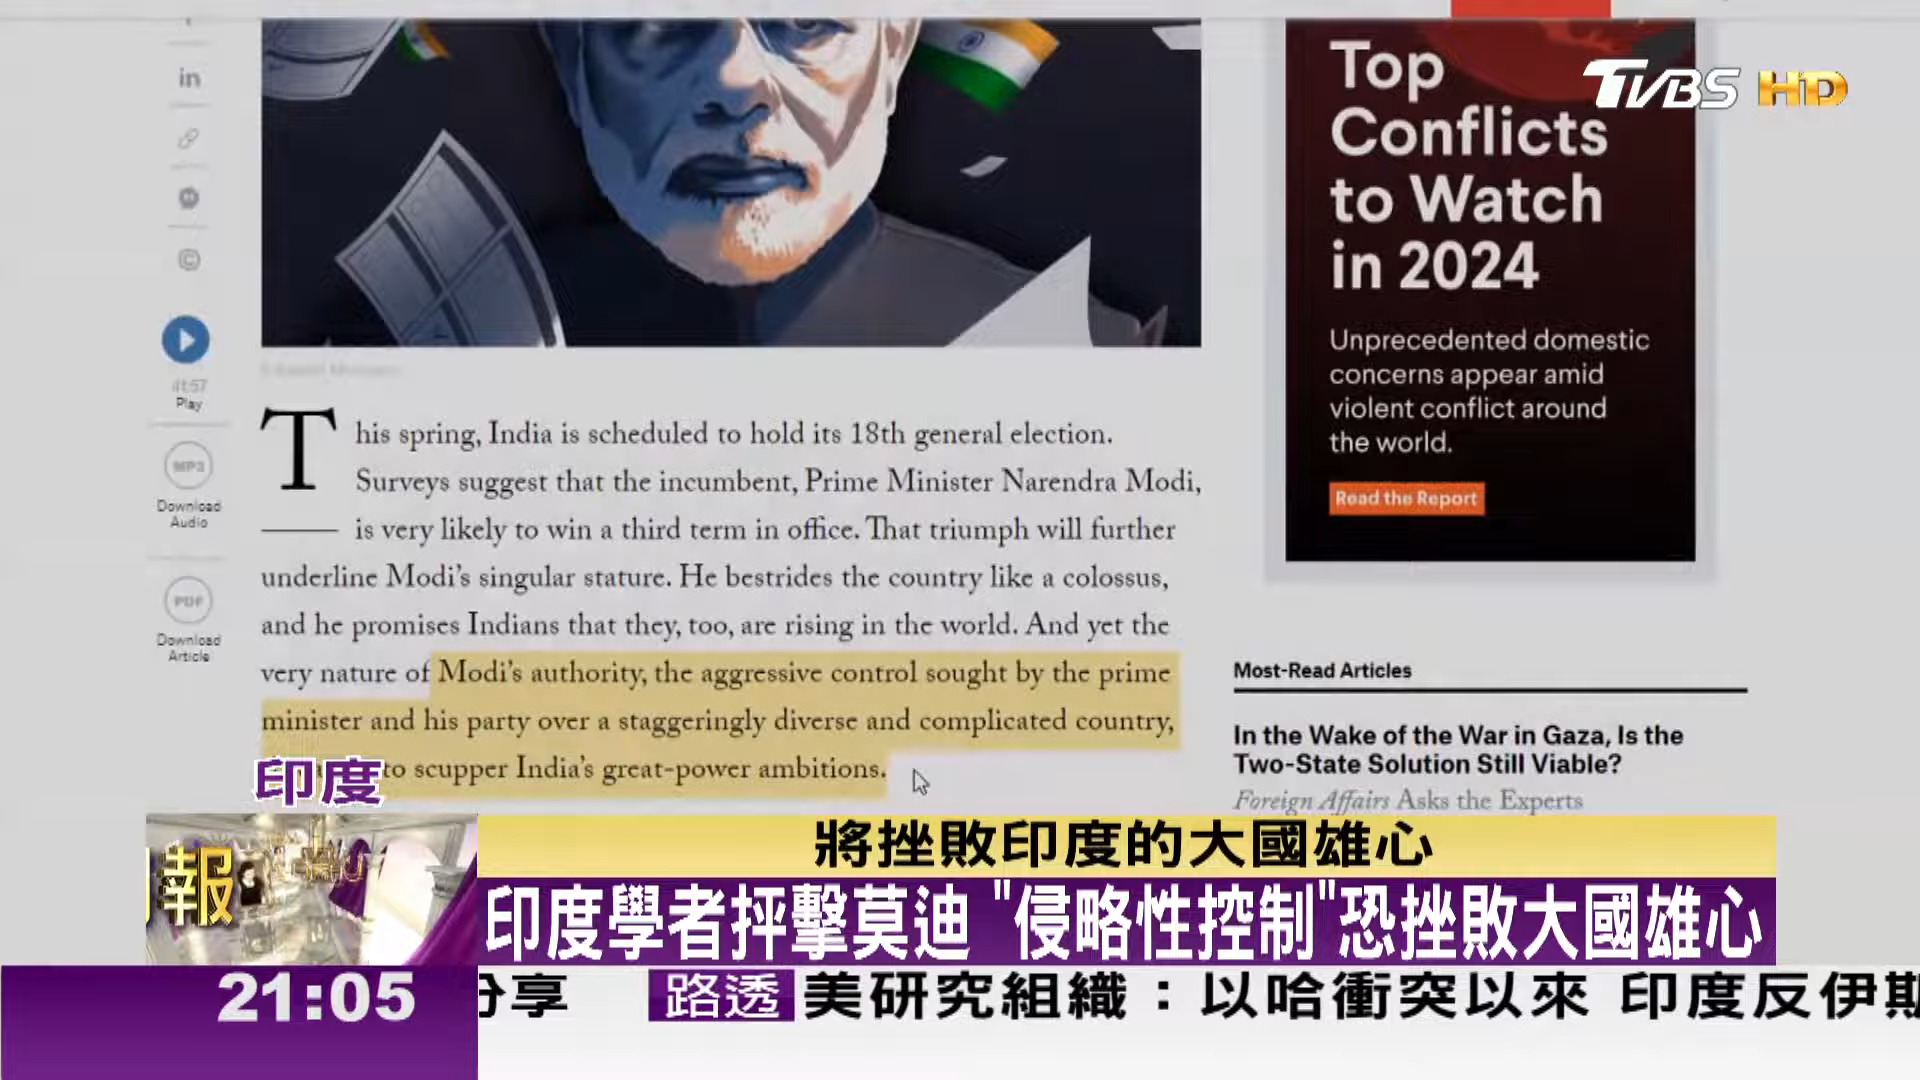 Top
Conflicts
to Watch
in 2024
TVBS HD
Unprecedented domestic
concerns appear amid
violent conflict around
the world.
Read the Report
in
41:57
Play
MP3
Download
Audio
PDF
Download
Article
This spring, India is scheduled to hold its 18th general election.
Surveys suggest that the incumbent, Prime Minister Narendra Modi,
is very likely to win a third term in office. That triumph will further
underline Modi's singular stature. He bestrides the country like a colossus,
and he promises Indians that they, too, are rising in the world. And yet the
very nature of Modi's authority, the aggressive control sought by the prime
minister and his party over a staggeringly diverse and complicated country,
to scupper India's great-power ambitions.
Most-Read Articles
In the Wake of the War in Gaza, Is the
Two-State Solution Still Viable?
Foreign Affairs Asks the Experts
印度
將挫敗印度的大國雄心
報
印度學者抨擊莫迪 "侵略性控制"恐挫敗大國雄心
21:05
分享 路透 美研究組織：以哈衝突以來 印度反伊斯